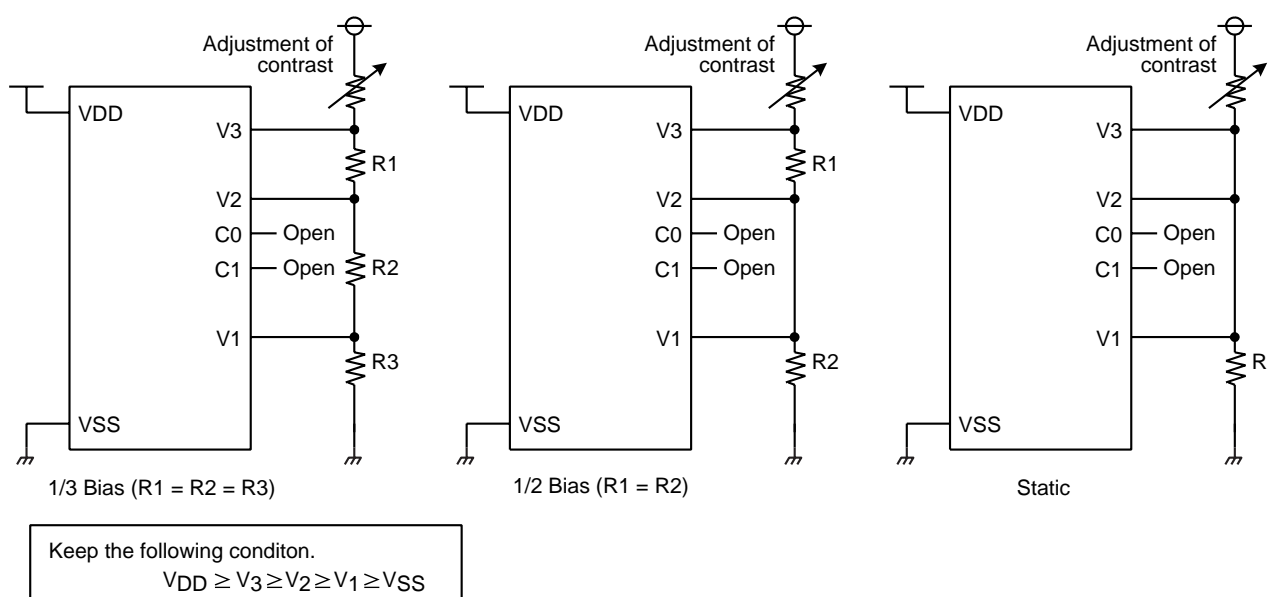 Adjustment of
contrast
VDD
V3
R1
V2
C0 Open
C1 Open
R2
V1
R3
VSS
1/3 Bias (R1 = R2 = R3)
Adjustment of
contrast
VDD
V3
R1
V2
C0 Open
C1 Open
V1
R2
VSS
1/2 Bias (R1 = R2)
Adjustment of
contrast
VDD
V3
V2
C0 Open
C1 Open
V1
R
VSS
Static
Keep the following conditon.
VDD ≥ V3 ≥ V2 ≥ V1 ≥ VSS